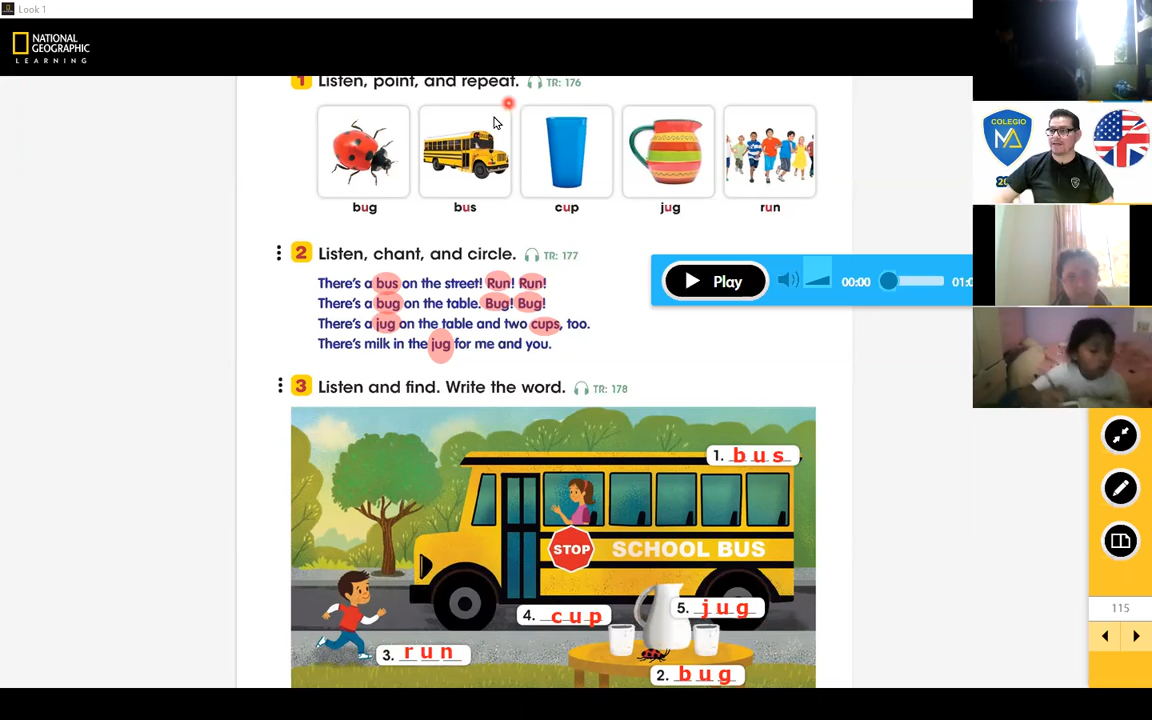 Look 1
NATIONAL
GEOGRAPHIC
LEARNING
1 Listen, point, and repeat. TR: 176
bug bus cup jug run
2 Listen, chant, and circle. TR: 177
There's a bus on the street! Run! Run!
There's a bug on the table. Bug! Bug!
There's a jug on the table and two cups, too.
There's milk in the jug for me and you.
Play 00:00
3 Listen and find. Write the word. TR: 178
1. bus
STOP SCHOOL BUS
4. cup
5. jug
3. run
2. bug
COLEGIO
MA
115